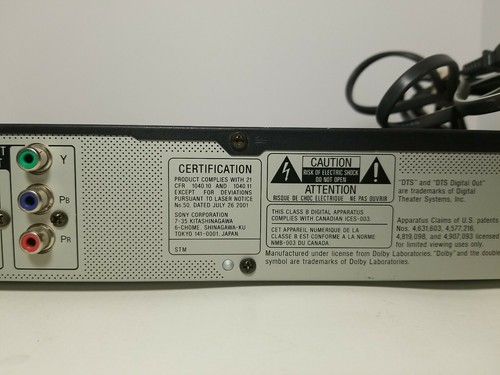 T
T
Y
PB
PR
CERTIFICATION
PRODUCT COMPLIES WITH 21
CFR 1040.10 AND 1040.11
EXCEPT FOR DEVIATIONS
PURSUANT TO LASER NOTICE
No.50, DATED JULY 26 2001
SONY CORPORATION
7-35 KITASHINAGAWA
6-CHOME, SHINAGAWA-KU
TOKYO 141-0001, JAPAN
STM
CAUTION
RISK OF ELECTRIC SHOCK
DO NOT OPEN
ATTENTION
RISQUE DE CHOC ELECTRIQUE NE PAS OUVRIR
THIS CLASS B DIGITAL APPARATUS
COMPLIES WITH CANADIAN ICES-003.
CET APPAREIL NUMERIQUE DE LA
CLASSE B EST CONFORME A LA NORME
NMB-003 DU CANADA.
Manufactured under license from Dolby Laboratories. "Dolby" and the double
symbol are trademarks of Dolby Laboratories.
"DTS" and "DTS Digital Out"
are trademarks of Digital
Theater Systems, Inc.
Apparatus Claims of U.S. patents
Nos. 4,631,603, 4,577,216,
4,819,098, and 4,907,093 licensed
for limited viewing uses only.